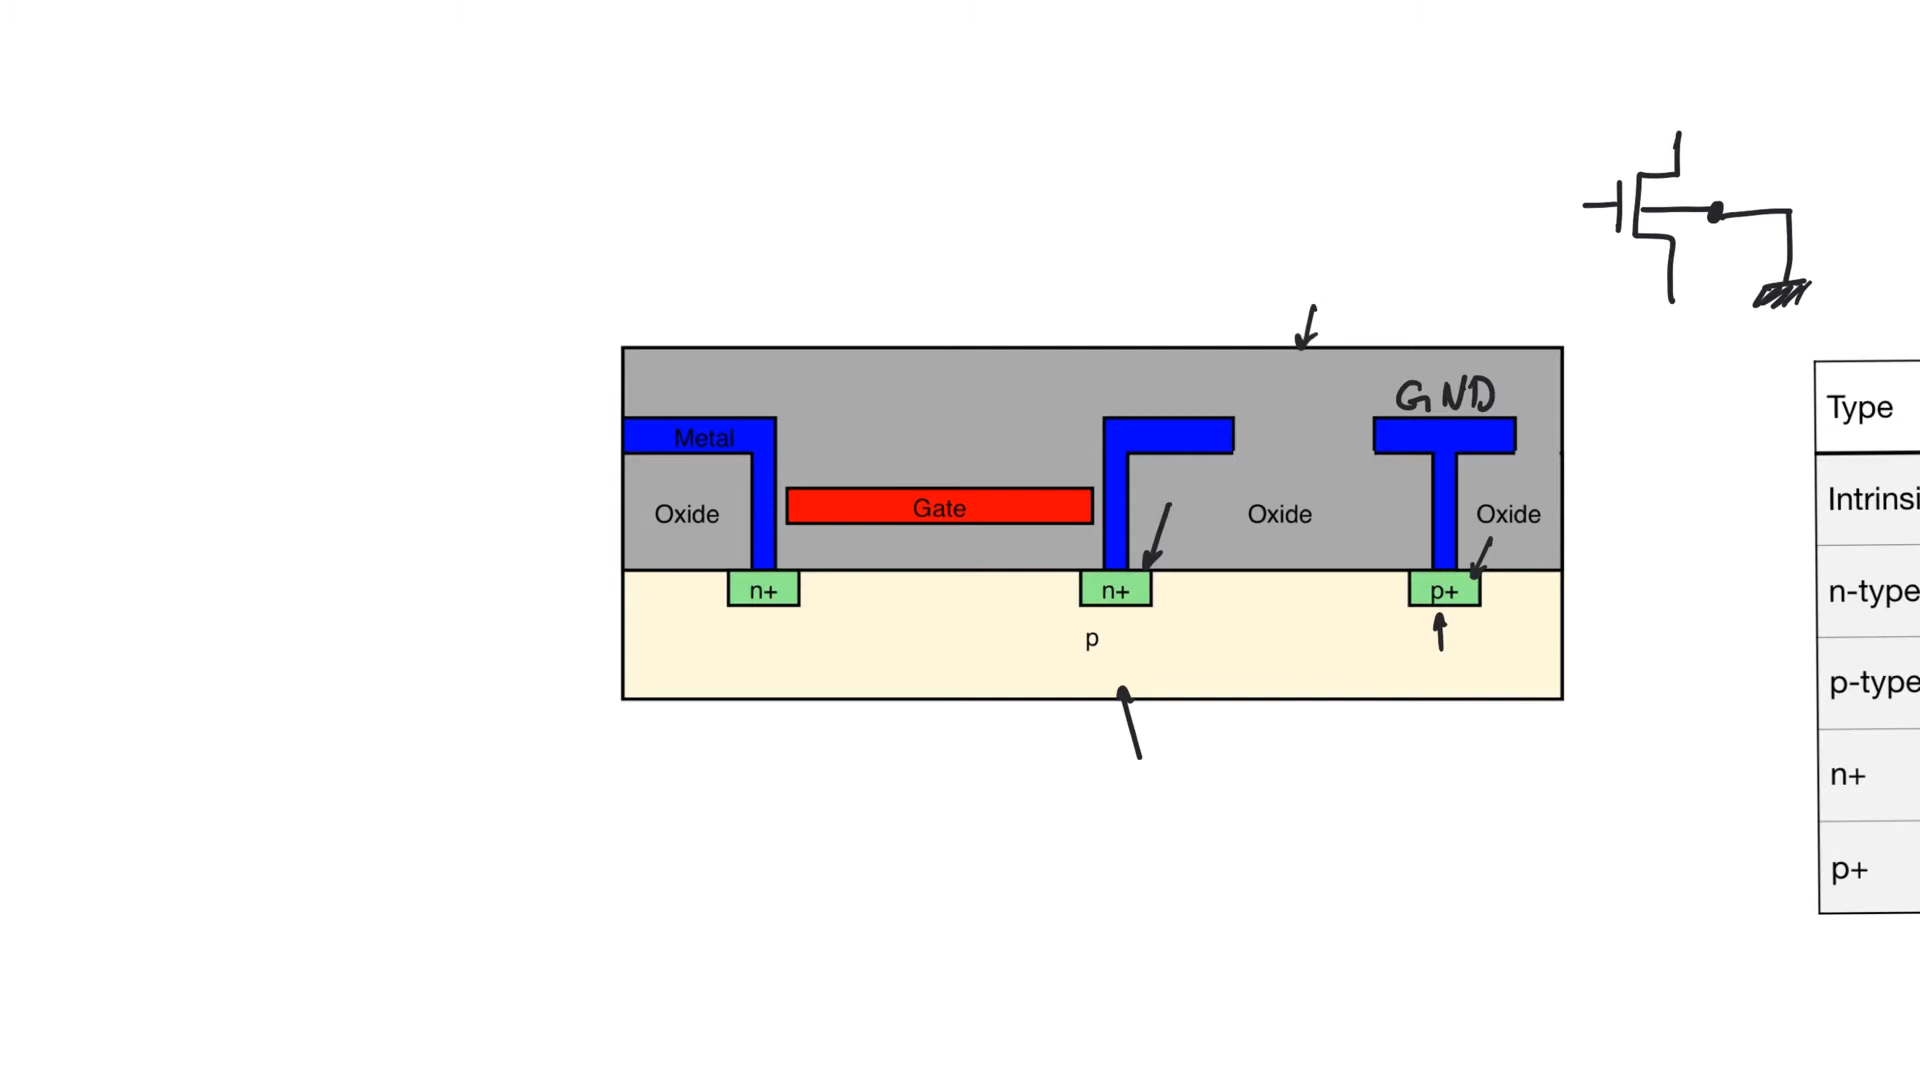 GND
Metal
Gate
Oxide
Oxide
Oxide
n+
n+
p+
p
Type
Intrinsi
n-type
p-type
n+
p+